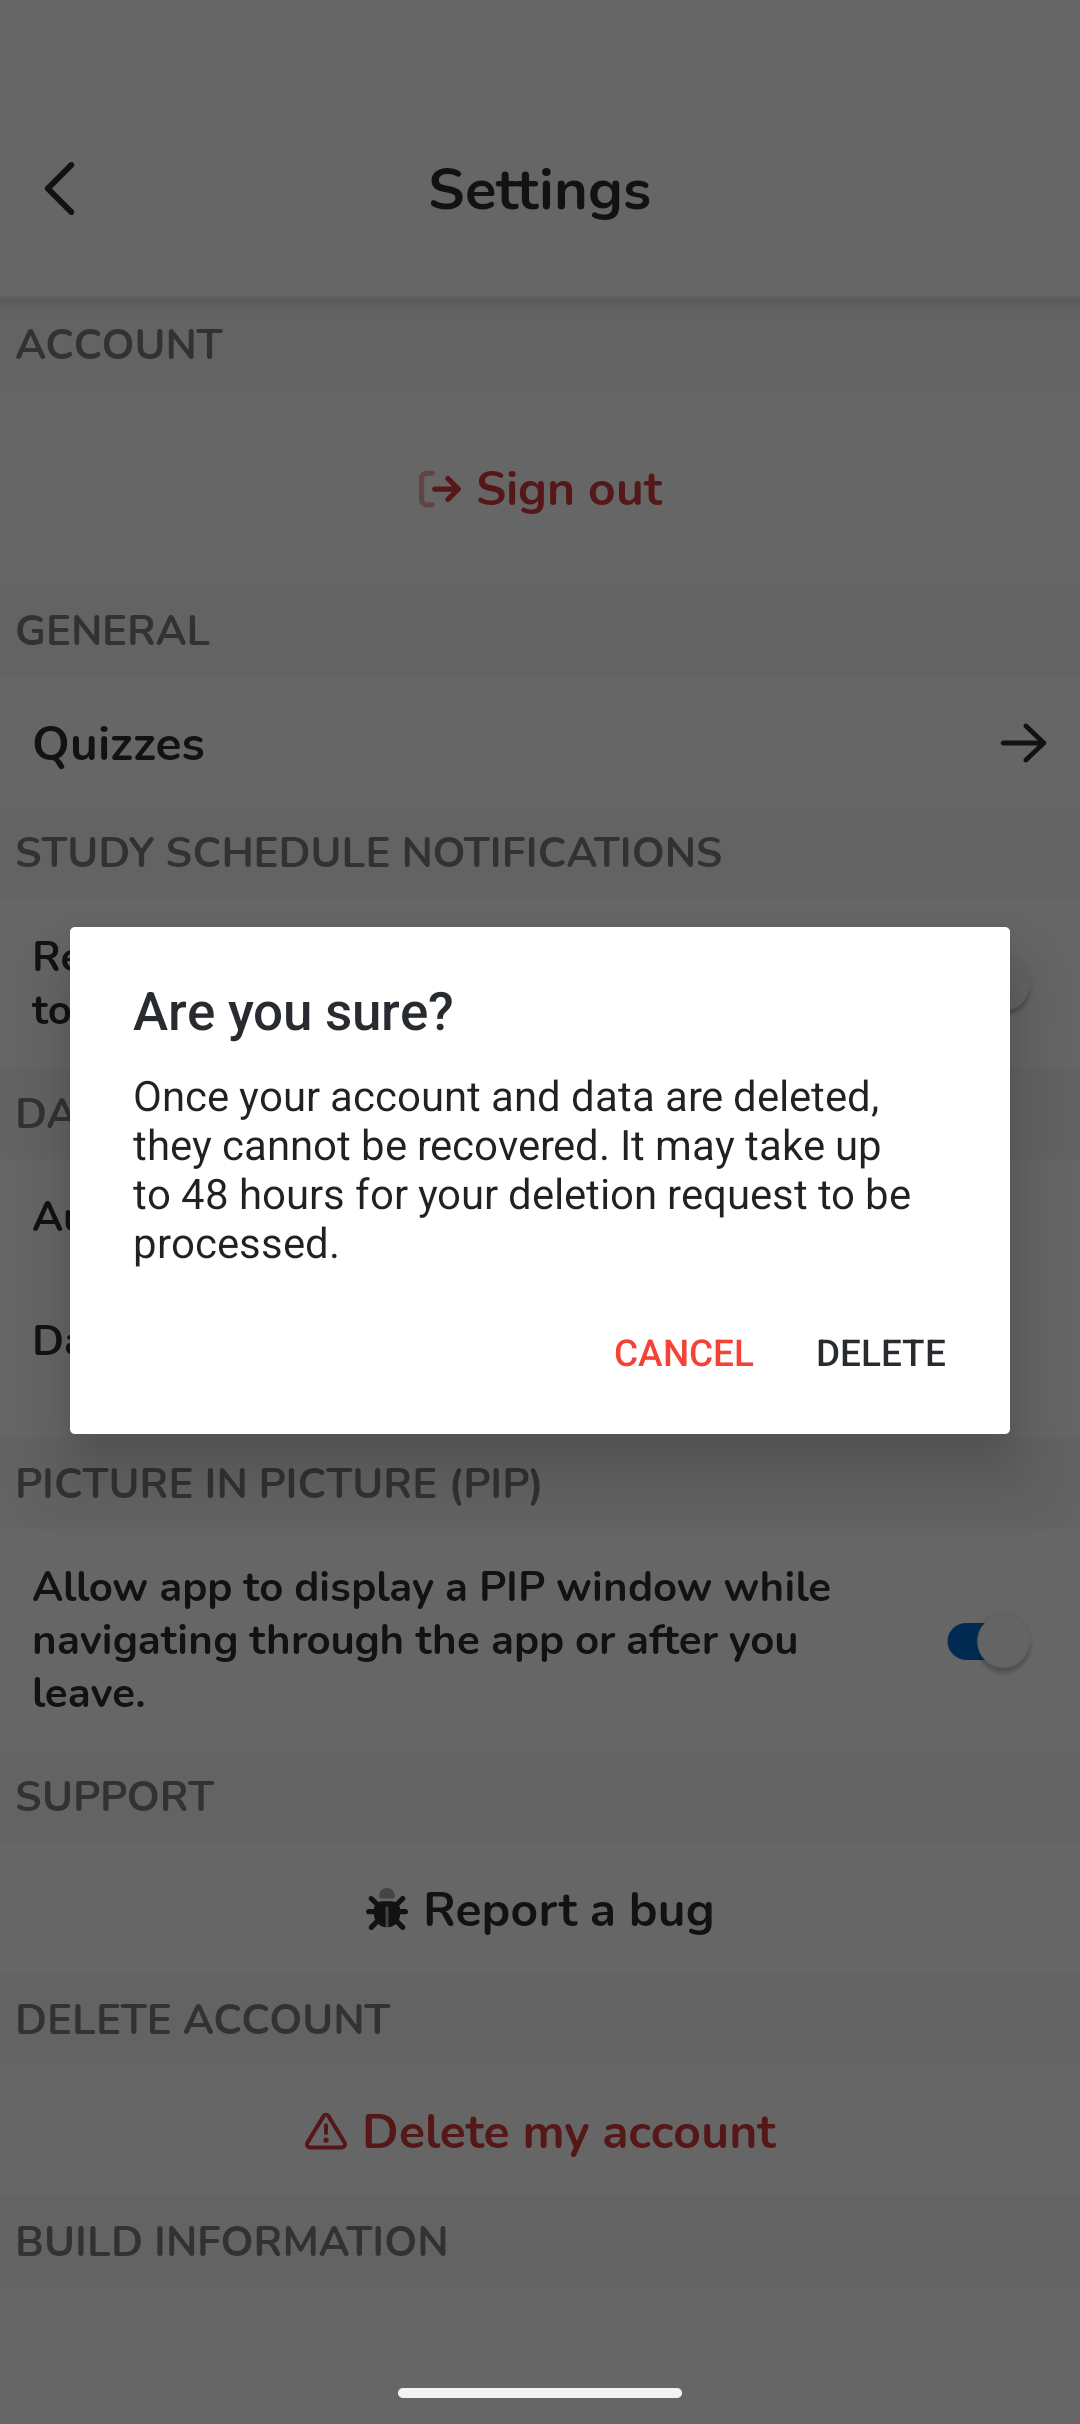 Settings
ACCOUNT
Sign out
GENERAL
Quizzes
STUDY SCHEDULE NOTIFICATIONS
Are you sure?
Once your account and data are deleted,
they cannot be recovered. It may take up
to 48 hours for your deletion request to be
processed.
CANCEL DELETE
PICTURE IN PICTURE (PIP)
Allow app to display a PIP window while
navigating through the app or after you
leave.
SUPPORT
Report a bug
DELETE ACCOUNT
Delete my account
BUILD INFORMATION